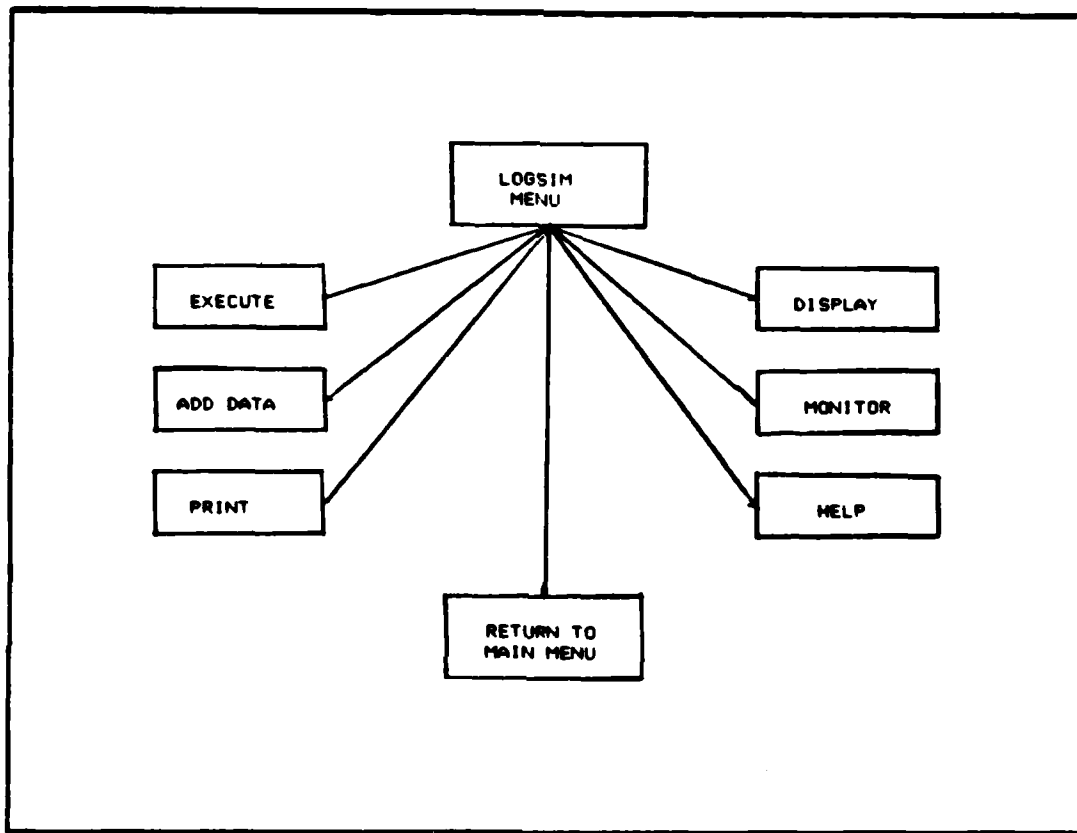 LOGSIM
MENU
EXECUTE
DISPLAY
ADD DATA
MONITOR
PRINT
HELP
RETURN TO
MAIN MENU